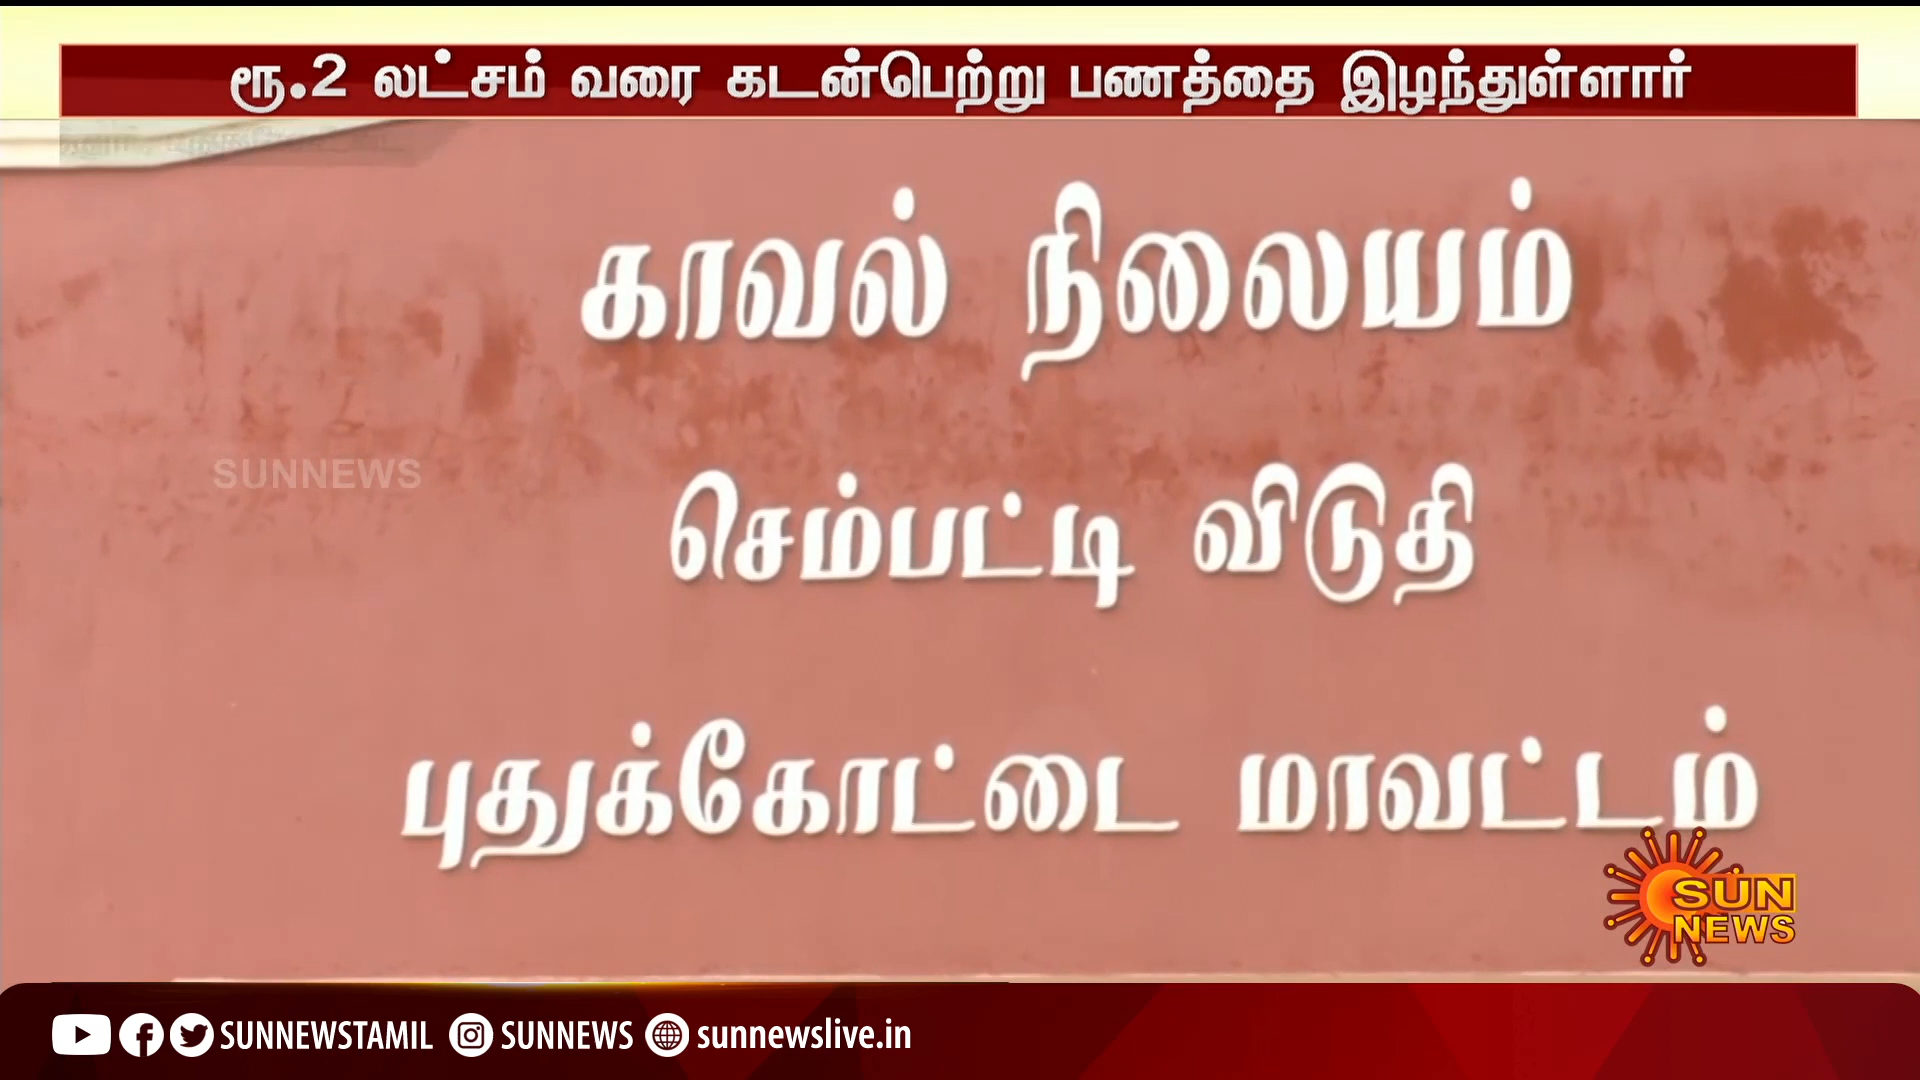 ரூ.2 லட்சம் வரை கடன்பெற்று பணத்தை இழந்துள்ளார்
காவல் நிலையம்
SUNNEWS
செம்பட்டி விடுதி
புதுக்கோட்டை மாவட்டம்
SUN
NEWS
SUNNEWSTAMIL SUNNEWS sunnewslive.in